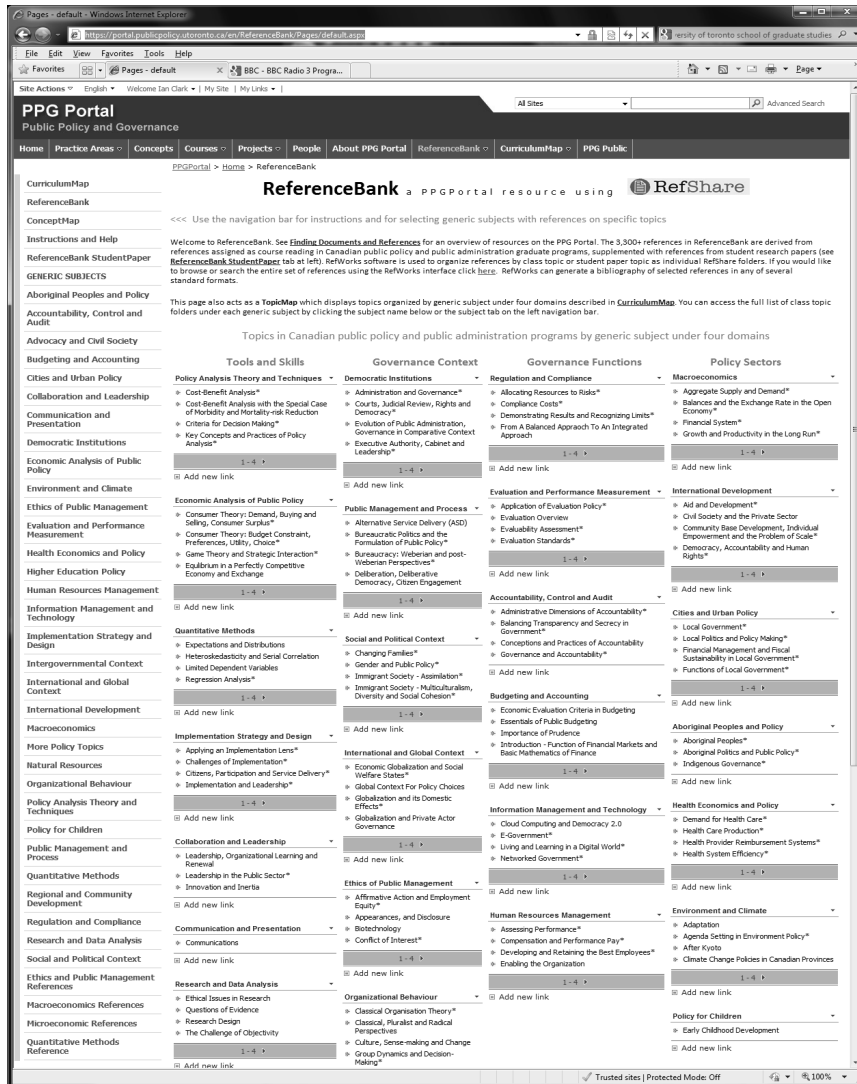 Pages - default - Windows Internet Explorer
https://portal.publicpolicy.utoronto.ca/en/ReferenceBank/Pages/default.aspx
ersity of toronto school of graduate studies
File Edit View Favorites Tools Help
Favorites Pages - default BBC - BBC Radio 3 Progra... Page
Site Actions English Welcome Ian Clark My Site My Links
All Sites Advanced Search
PPG Portal
Public Policy and Governance
Home Practice Areas Concepts Courses Projects People About PPG Portal ReferenceBank CurriculumMap PPG Public
PPGPortal > Home > ReferenceBank
CurriculumMap
ReferenceBank
ConceptMap
Instructions and Help
ReferenceBank StudentPaper
GENERIC SUBJECTS
Aboriginal Peoples and Policy
Accountability, Control and
Audit
Advocacy and Civil Society
Budgeting and Accounting
Cities and Urban Policy
Collaboration and Leadership
Communication and
Presentation
Democratic Institutions
Economic Analysis of Public
Policy
Environment and Climate
Ethics of Public Management
Evaluation and Performance
Measurement
Health Economics and Policy
Higher Education Policy
Human Resources Management
Information Management and
Technology
Implementation Strategy and
Design
Intergovernmental Context
International and Global
Context
International Development
Macroeconomics
More Policy Topics
Natural Resources
Organizational Behaviour
Policy Analysis Theory and
Techniques
Policy for Children
Public Management and
Process
Quantitative Methods
Regional and Community
Development
Regulation and Compliance
Research and Data Analysis
Social and Political Context
Ethics and Public Management
References
Macroeconomics References
Microeconomic References
Quantitative Methods
Reference
ReferenceBank a PPGPortal resource using RefShare
<<< Use the navigation bar for instructions and for selecting generic subjects with references on specific topics
Welcome to ReferenceBank. See Finding Documents and References for an overview of resources on the PPG Portal. The 3,300+ references in ReferenceBank are derived from
references assigned as course reading in Canadian public policy and public administration graduate programs, supplemented with references from student research papers (see
ReferenceBank StudentPaper tab at left). RefWorks software is used to organize references by class topic or student paper topic as individual RefShare folders. If you would like
to browse or search the entire set of references using the RefWorks interface click here. RefWorks can generate a bibliography of selected references in any of several
standard formats.
This page also acts as a TopicMap which displays topics organized by generic subject under four domains described in CurriculumMap. You can access the full list of class topic
folders under each generic subject by clicking the subject name below or the subject tab on the left navigation bar.
Topics in Canadian public policy and public administration programs by generic subject under four domains
Tools and Skills
Policy Analysis Theory and Techniques
Cost-Benefit Analysis*
Cost-Benefit Analysis with the Special Case
of Morbidity and Mortality-risk Reduction
Criteria for Decision Making*
Key Concepts and Practices of Policy
Analysis*
1 - 4
Add new link
Economic Analysis of Public Policy
Consumer Theory: Demand, Buying and
Selling, Consumer Surplus*
Consumer Theory: Budget Constraint,
Preferences, Utility, Choice*
Game Theory and Strategic Interaction*
Equilibrium in a Perfectly Competitive
Economy and Exchange
1 - 4
Add new link
Quantitative Methods
Expectations and Distributions
Heteroskedasticity and Serial Correlation
Limited Dependent Variables
Regression Analysis*
1 - 4
Add new link
Implementation Strategy and Design
Applying an Implementation Lens*
Challenges of Implementation*
Citizens, Participation and Service Delivery*
Implementation and Leadership*
1 - 4
Add new link
Collaboration and Leadership
Leadership, Organizational Learning and
Renewal
Leadership in the Public Sector*
Innovation and Inertia
Add new link
Communication and Presentation
Communications
Add new link
Research and Data Analysis
Ethical Issues in Research
Questions of Evidence
Research Design
The Challenge of Objectivity
1 - 4
Add new link
Governance Context
Democratic Institutions
Administration and Governance*
Courts, Judicial Review, Rights and
Democracy*
Evolution of Public Administration,
Governance in Comparative Context
Executive Authority, Cabinet and
Leadership*
1 - 4
Add new link
Public Management and Process
Alternative Service Delivery (ASD)
Bureaucratic Politics and the
Formulation of Public Policy*
Bureaucracy: Weberian and post-
Weberian Perspectives*
Deliberation, Deliberative
Democracy, Citizen Engagement
1 - 4
Add new link
Social and Political Context
Changing Families*
Gender and Public Policy*
Immigrant Society - Assimilation*
Immigrant Society - Multiculturalism,
Diversity and Social Cohesion*
1 - 4
Add new link
International and Global Context
Economic Globalization and Social
Welfare States*
Global Context For Policy Choices
Globalization and its Domestic
Effects*
Globalization and Private Actor
Governance
1 - 4
Add new link
Ethics of Public Management
Affirmative Action and Employment
Equity*
Appearances, and Disclosure
Biotechnology
Conflict of Interest*
1 - 4
Add new link
Organizational Behaviour
Classical Organisation Theory*
Classical, Pluralist and Radical
Perspectives
Culture, Sense-making and Change
Group Dynamics and Decision-
Making*
Governance Functions
Regulation and Compliance
Allocating Resources to Risks*
Compliance Costs*
Demonstrating Results and Recognizing Limits*
From A Balanced Appraoch To An Integrated
Approach
1 - 4
Add new link
Evaluation and Performance Measurement
Application of Evaluation Policy*
Evaluation Overview
Evaluability Assessment*
Evaluation Standards*
1 - 4
Add new link
Accountability, Control and Audit
Administrative Dimensions of Accountability*
Balancing Transparency and Secrecy in
Government*
Conceptions and Practices of Accountability
Governance and Accountability*
Add new link
Budgeting and Accounting
Economic Evaluation Criteria in Budgeting
Essentials of Public Budgeting
Importance of Prudence
Introduction - Function of Financial Markets and
Basic Mathematics of Finance
1 - 4
Add new link
Information Management and Technology
Cloud Computing and Democracy 2.0
E-Government*
Living and Learning in a Digital World*
Networked Government*
1 - 4
Add new link
Human Resources Management
Assessing Performance*
Compensation and Performance Pay*
Developing and Retaining the Best Employees*
Enabling the Organization
1 - 4
Add new link
Policy Sectors
Macroeconomics
Aggregate Supply and Demand*
Balances and the Exchange Rate in the Open
Economy*
Financial System*
Growth and Productivity in the Long Run*
1 - 4
Add new link
International Development
Aid and Development*
Civil Society and the Private Sector
Community Base Development, Individual
Empowerment and the Problem of Scale*
Democracy, Accountability and Human
Rights*
1 - 4
Add new link
Cities and Urban Policy
Local Government*
Local Politics and Policy Making*
Financial Management and Fiscal
Sustainability in Local Government*
Functions of Local Government*
1 - 4
Add new link
Aboriginal Peoples and Policy
Aboriginal Peoples*
Aboriginal Politics and Public Policy*
Indigenous Governance*
Add new link
Health Economics and Policy
Demand for Health Care*
Health Care Production*
Health Provider Reimbursement Systems*
Health System Efficiency*
1 - 4
Add new link
Environment and Climate
Adaptation
Agenda Setting in Environment Policy*
After Kyoto
Climate Change Policies in Canadian Provinces
1 - 4
Add new link
Policy for Children
Early Childhood Development
Add new link
Trusted sites | Protected Mode: Off 100%